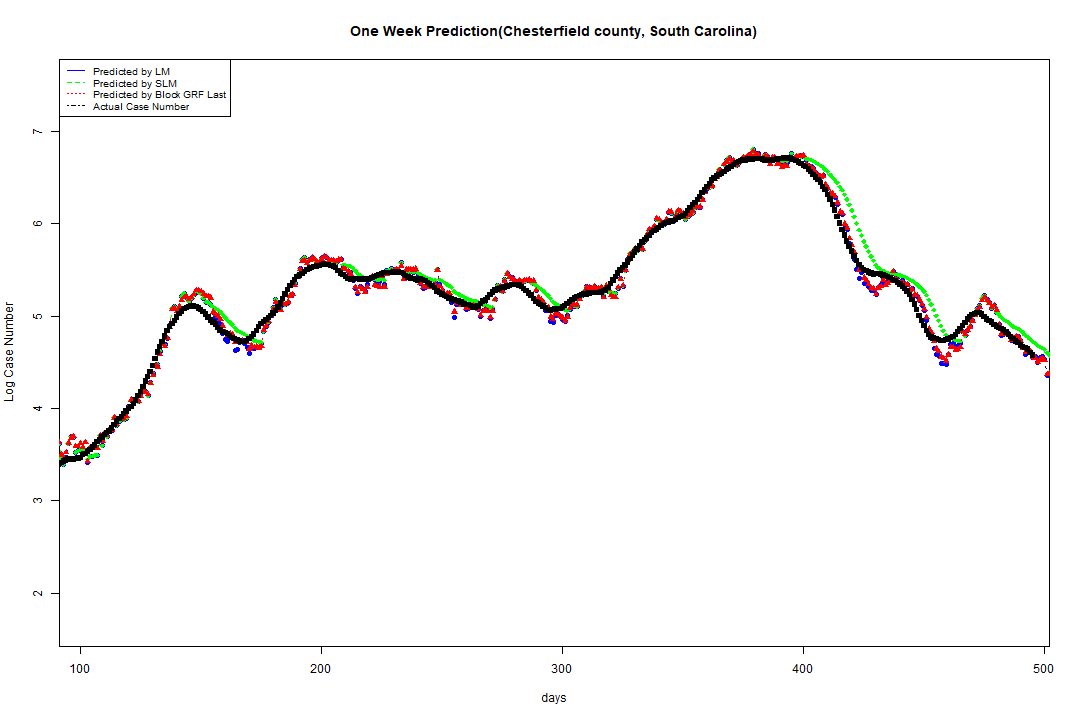 One Week Prediction(Chesterfield county, South Carolina)
Predicted by LM
Predicted by SLM
Predicted by Block GRF Last
Actual Case Number
7
6
5
4
3
2
Log Case Number
100 200 300 400 500
days